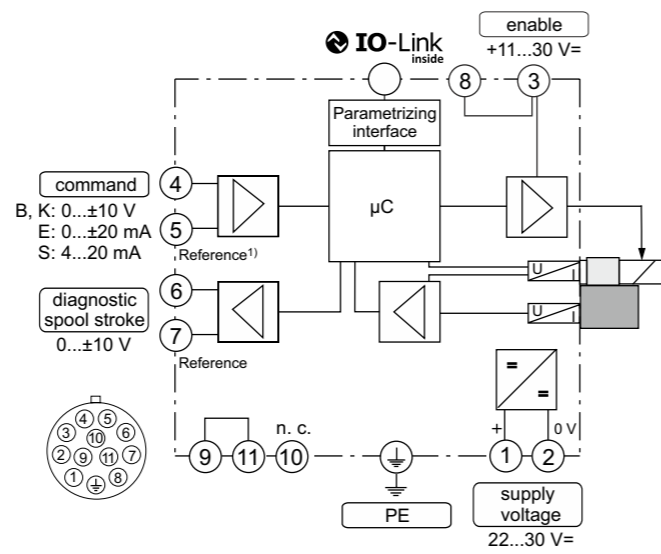 IO-Link
inside
enable
+11...30 V=
8
3
Parametrizing
interface
command
B, K: 0...±10 V
E: 0...±20 mA
S: 4...20 mA
4
5
Reference¹⁾
µC
U
I
U
I
diagnostic
spool stroke
0...±10 V
6
7
Reference
=
=
+
0 V
4
5
3
10
6
2
9
11
7
1
8
n. c.
9
11
10
1
2
PE
supply
voltage
22...30 V=